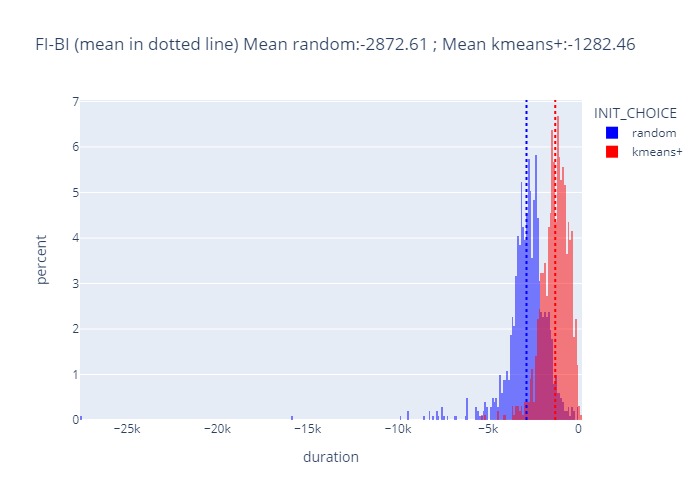 FI-BI (mean in dotted line) Mean random:-2872.61 ; Mean kmeans+:-1282.46
INIT_CHOICE
random
kmeans+
7
6
5
4
3
2
1
0
percent
−25k
−20k
−15k
−10k
−5k
0
duration